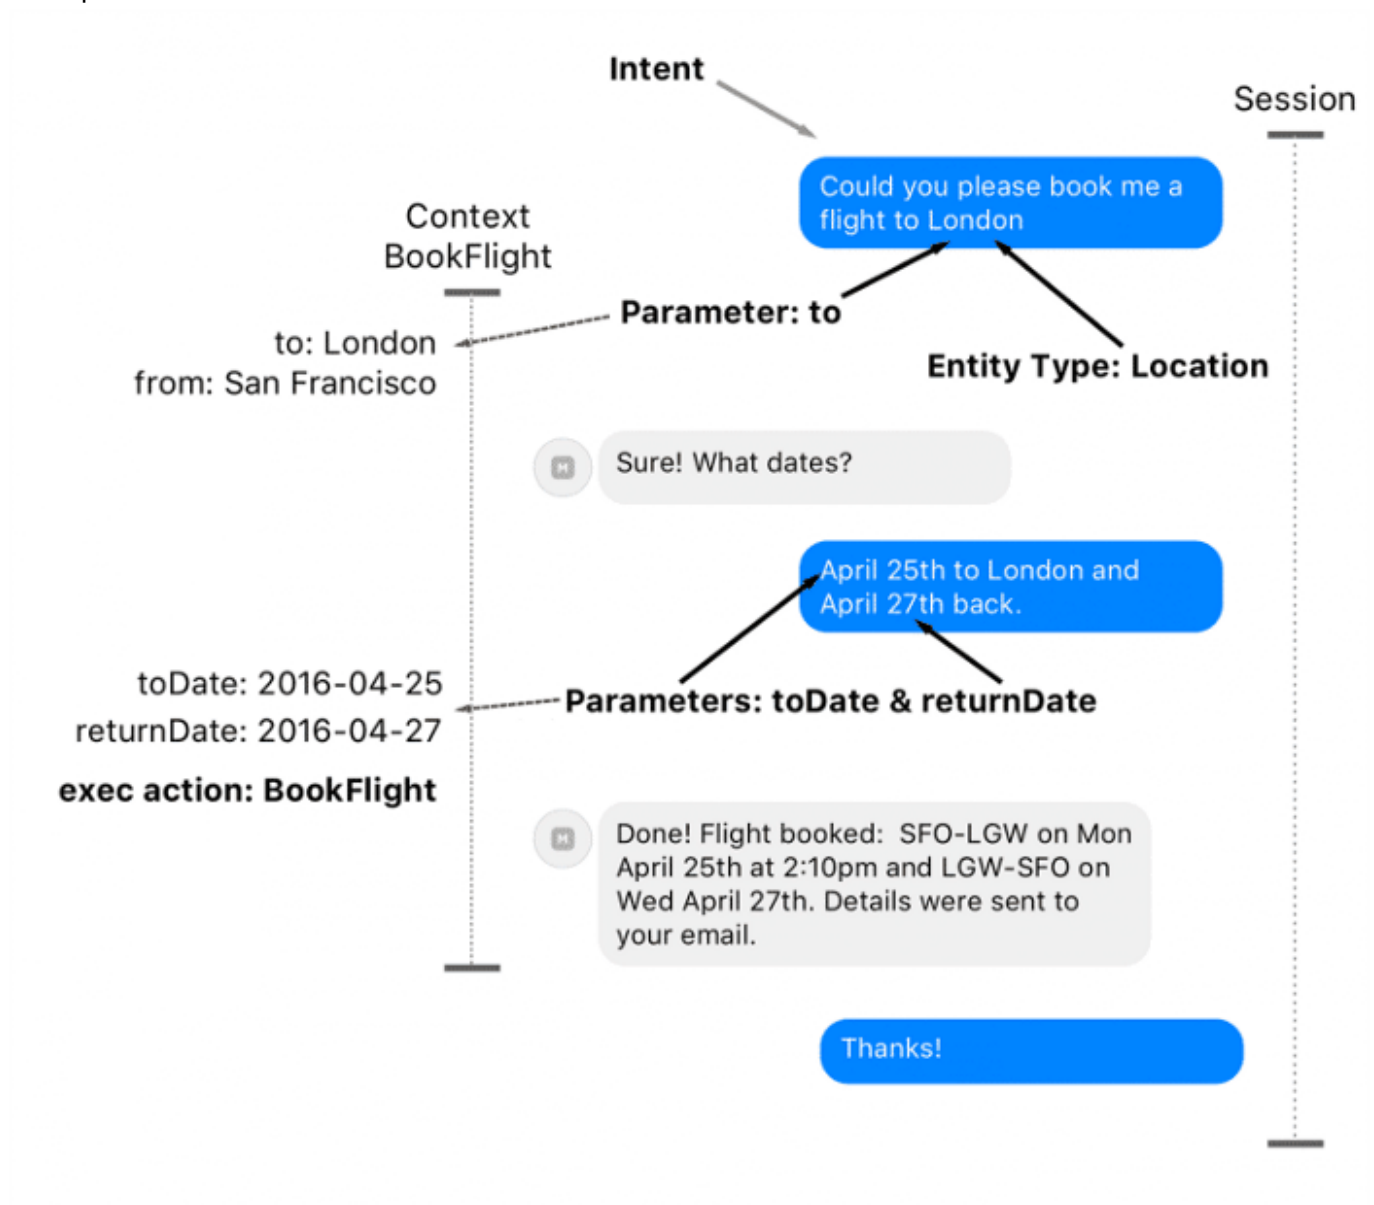 Intent
Session
Could you please book me a
flight to London
Context
BookFlight
Parameter: to
to: London
from: San Francisco
Entity Type: Location
M
Sure! What dates?
April 25th to London and
April 27th back.
toDate: 2016-04-25
Parameters: toDate & returnDate
returnDate: 2016-04-27
exec action: BookFlight
M
Done! Flight booked:  SFO-LGW on Mon
April 25th at 2:10pm and LGW-SFO on
Wed April 27th. Details were sent to
your email.
Thanks!